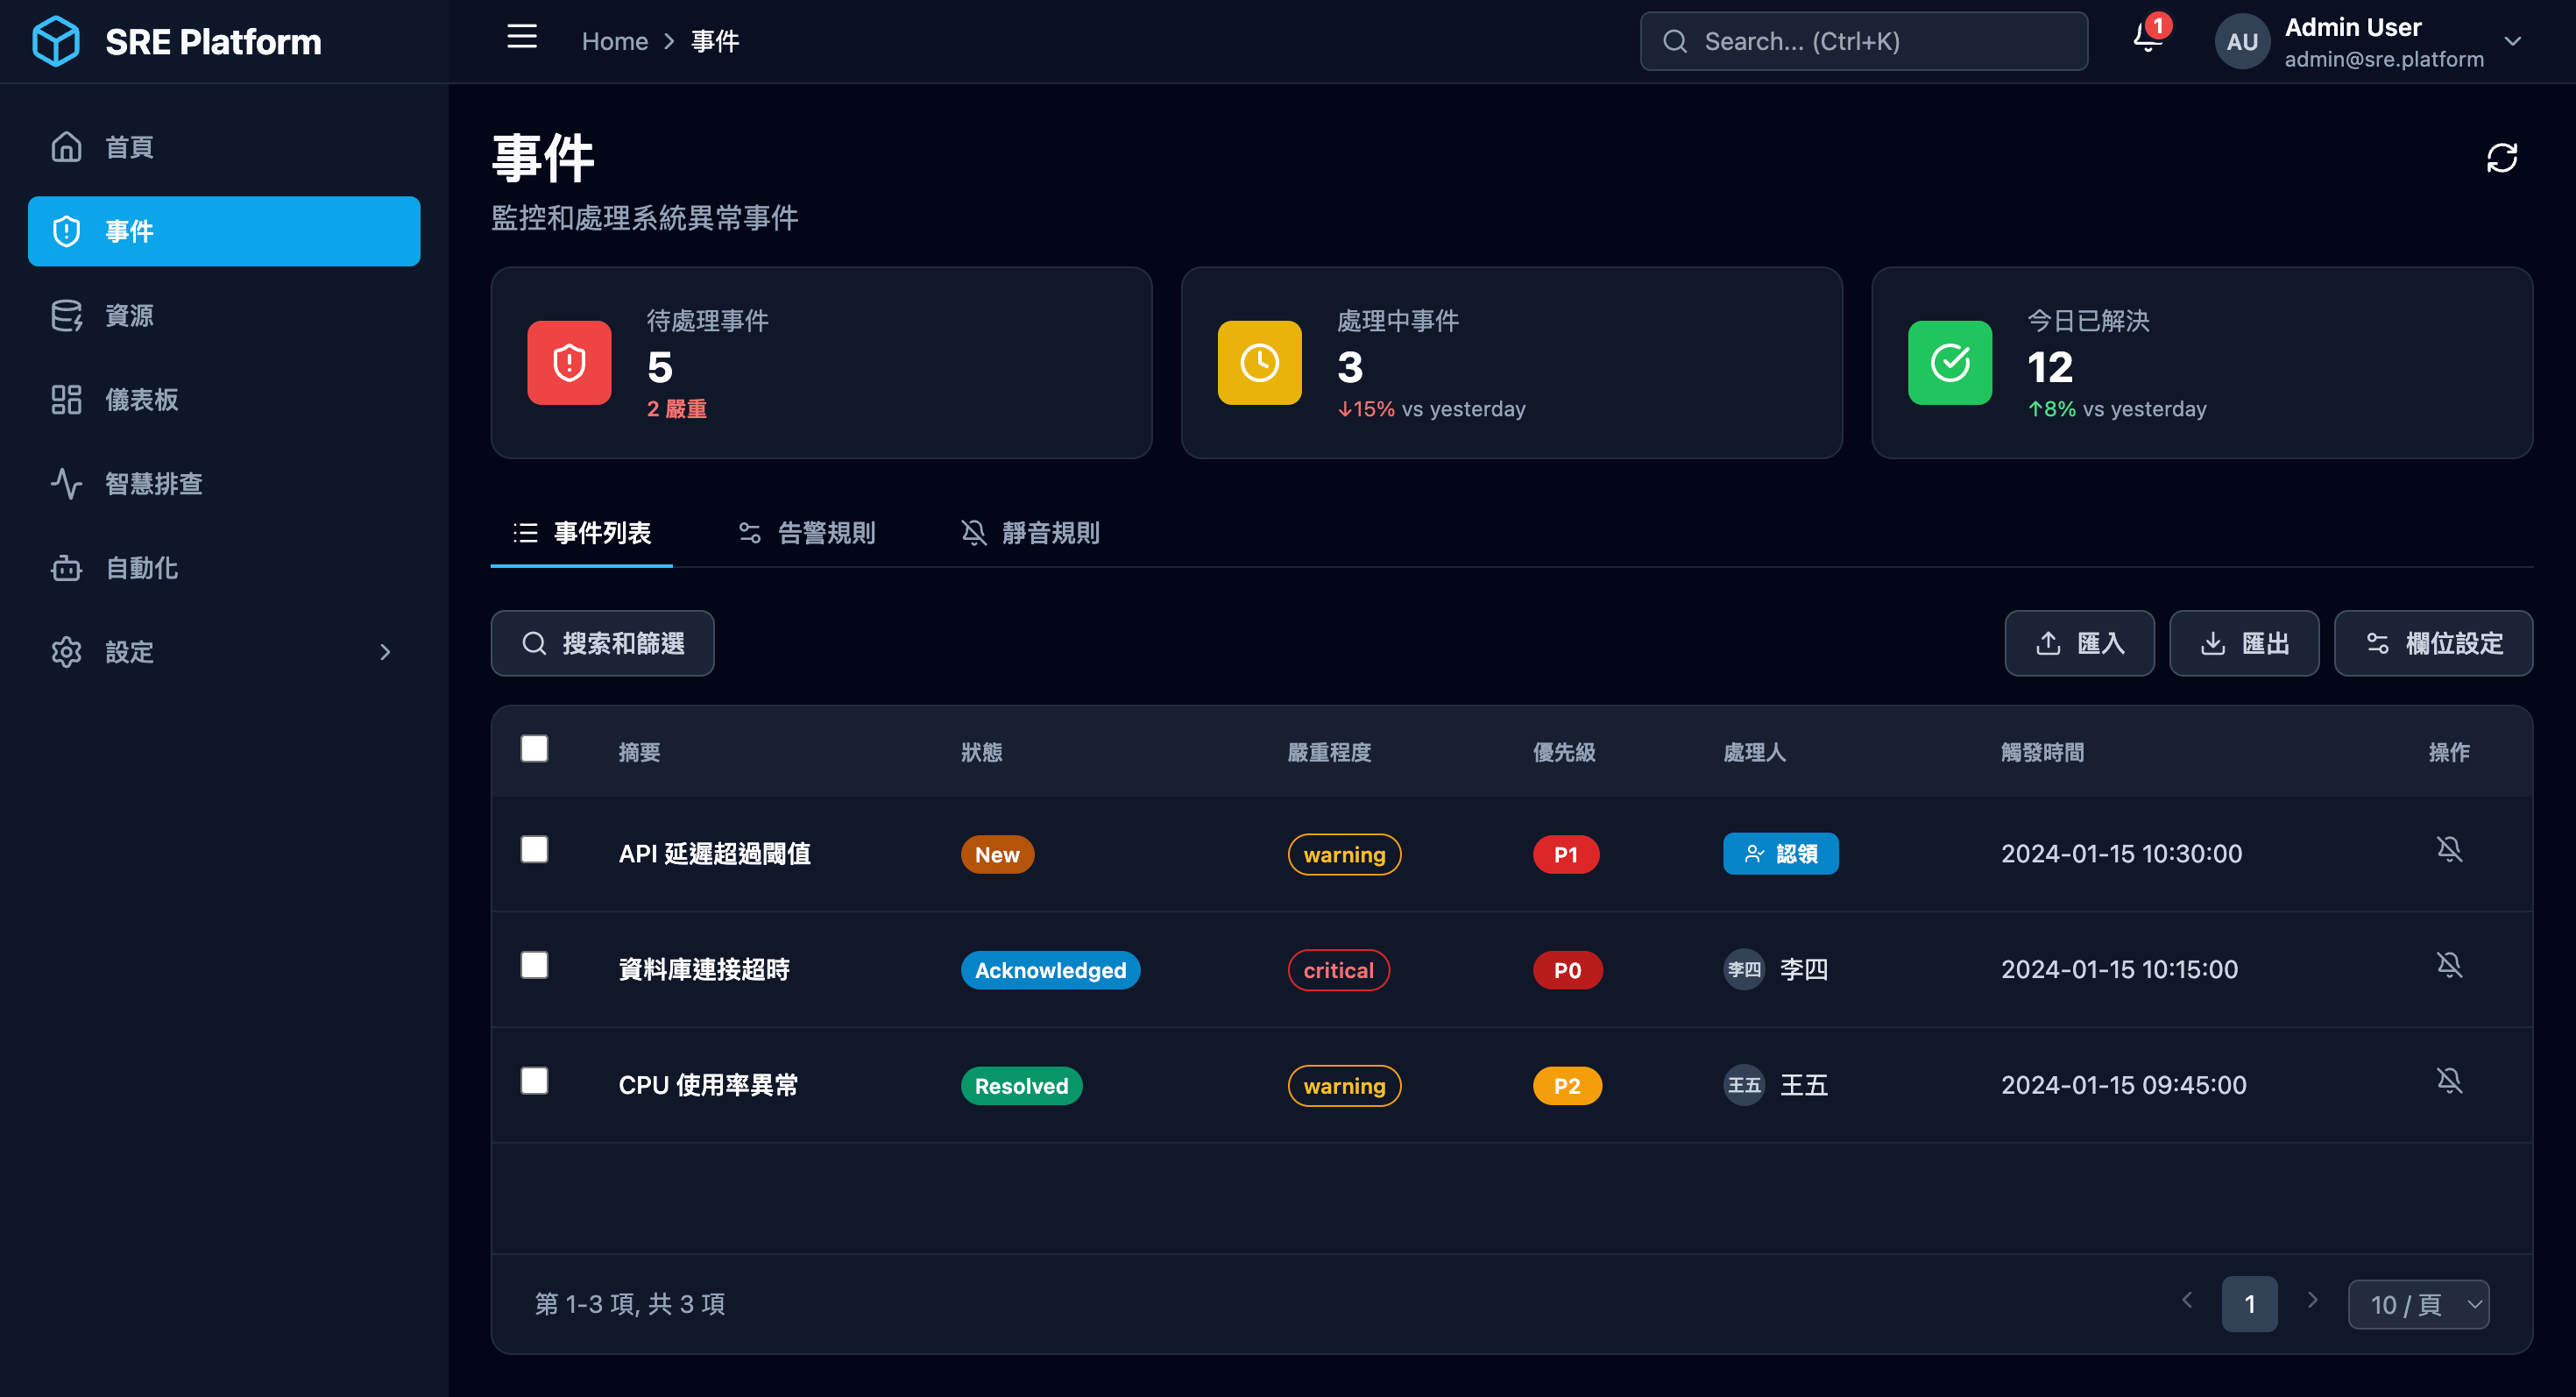 SRE Platform
Home > 事件
Search... (Ctrl+K)
1
AU
Admin User
admin@sre.platform
首頁
事件
資源
儀表板
智慧排查
自動化
設定
事件
監控和處理系統異常事件
待處理事件
5
2 嚴重
處理中事件
3
↓15% vs yesterday
今日已解決
12
↑8% vs yesterday
事件列表 告警規則 靜音規則
搜索和篩選 匯入 匯出 欄位設定
摘要 狀態 嚴重程度 優先級 處理人 觸發時間 操作
API 延遲超過閾值 New warning P1 認領 2024-01-15 10:30:00
資料庫連接超時 Acknowledged critical P0 李四 李四 2024-01-15 10:15:00
CPU 使用率異常 Resolved warning P2 王五 王五 2024-01-15 09:45:00
第 1-3 項, 共 3 項 1 10 / 頁